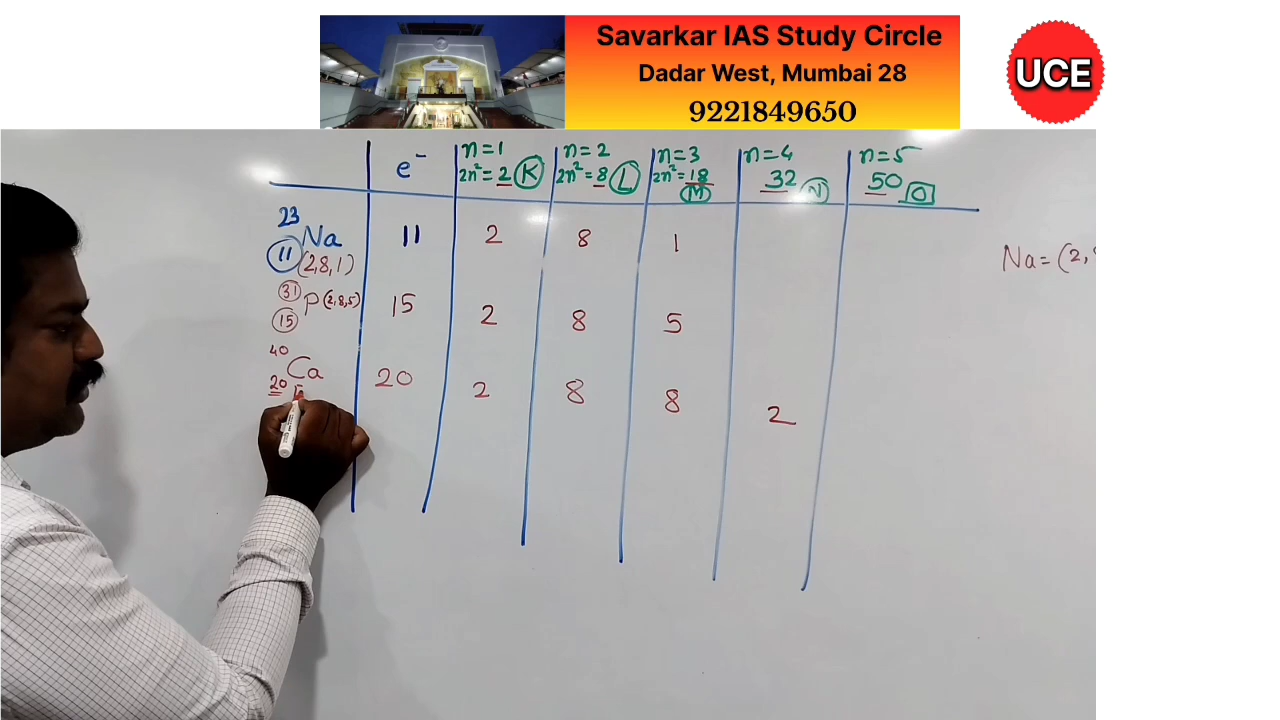 Savarkar IAS Study Circle
Dadar West, Mumbai 28
9221849650
UCE
e⁻
n=1
2n²=2 K
n=2
2n²=8 L
n=3
2n²=18
M
n=4
32
N
n=5
50 O
23
11 Na 11 2 8 1
(2,8,1)
Na=(2,
31
15 P(2,8,5) 15 2 8 5
40
20 Ca 20 2 8 8 2